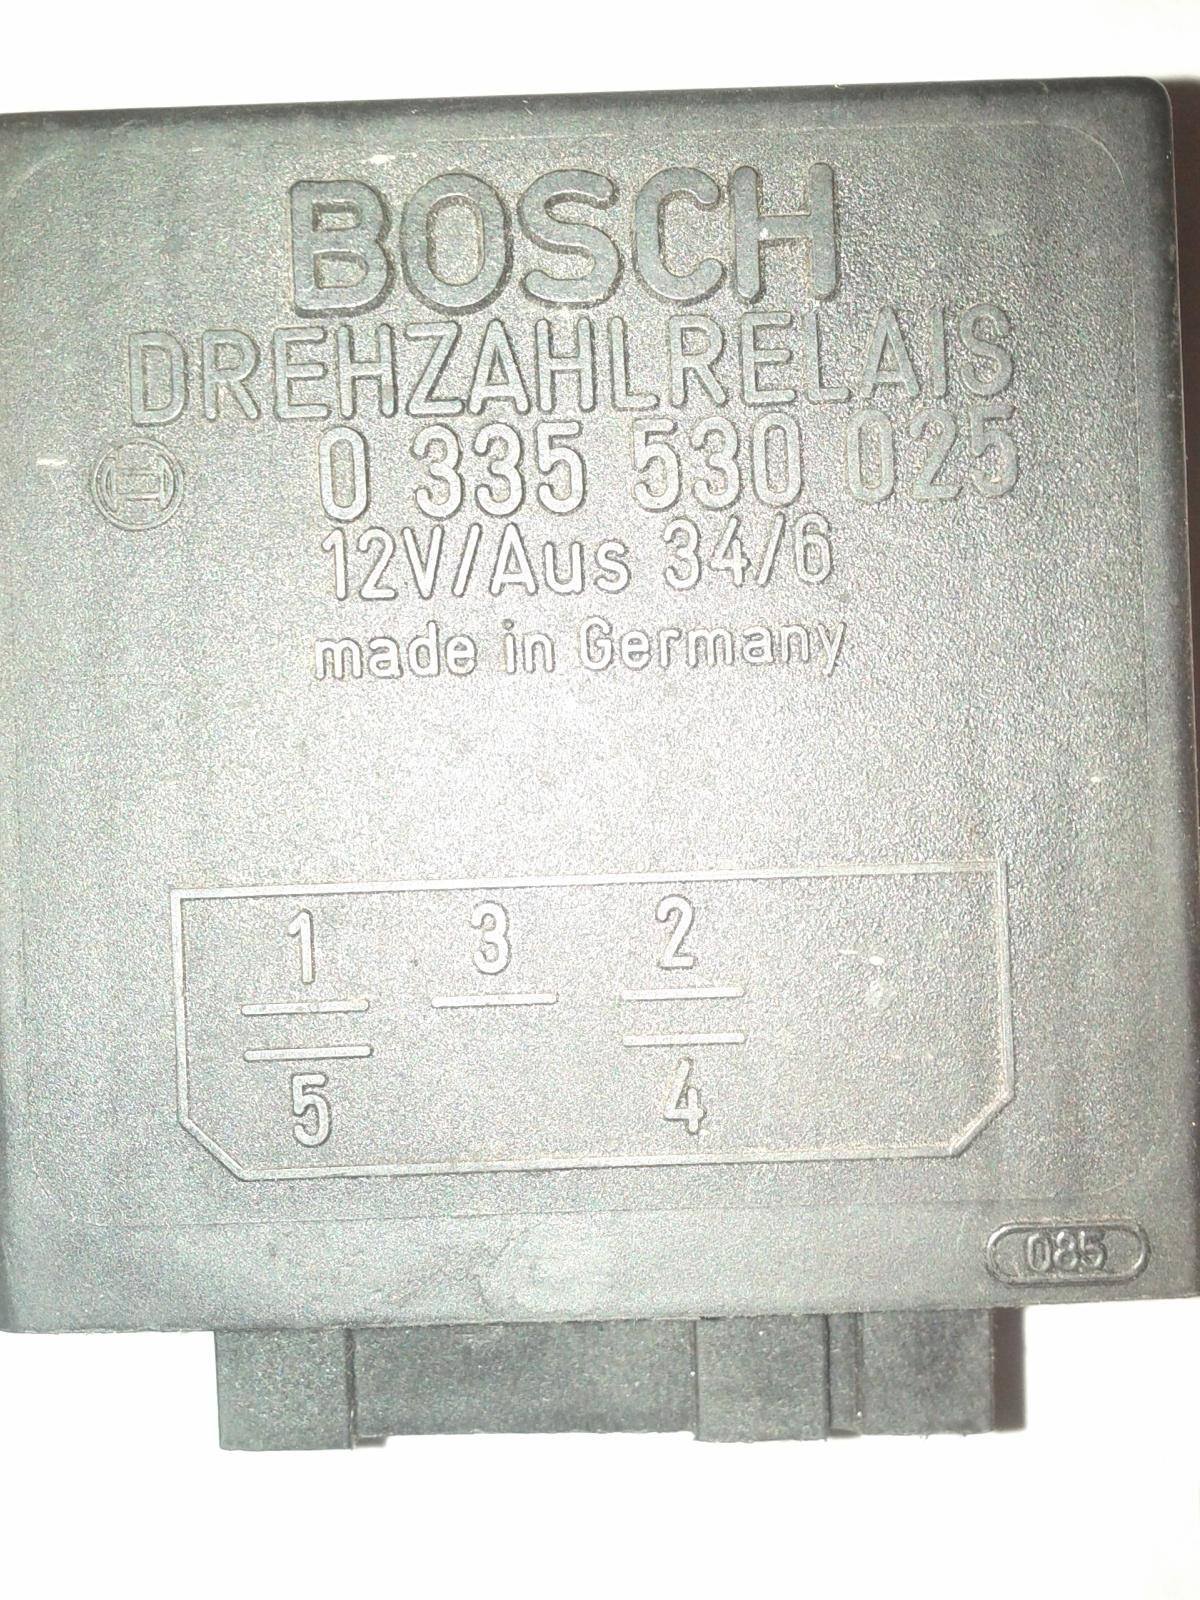 BOSCH
DREHZAHLRELAIS
0 335 530 025
12V/Aus 34/6
made in Germany
1 3 2
5 4
085